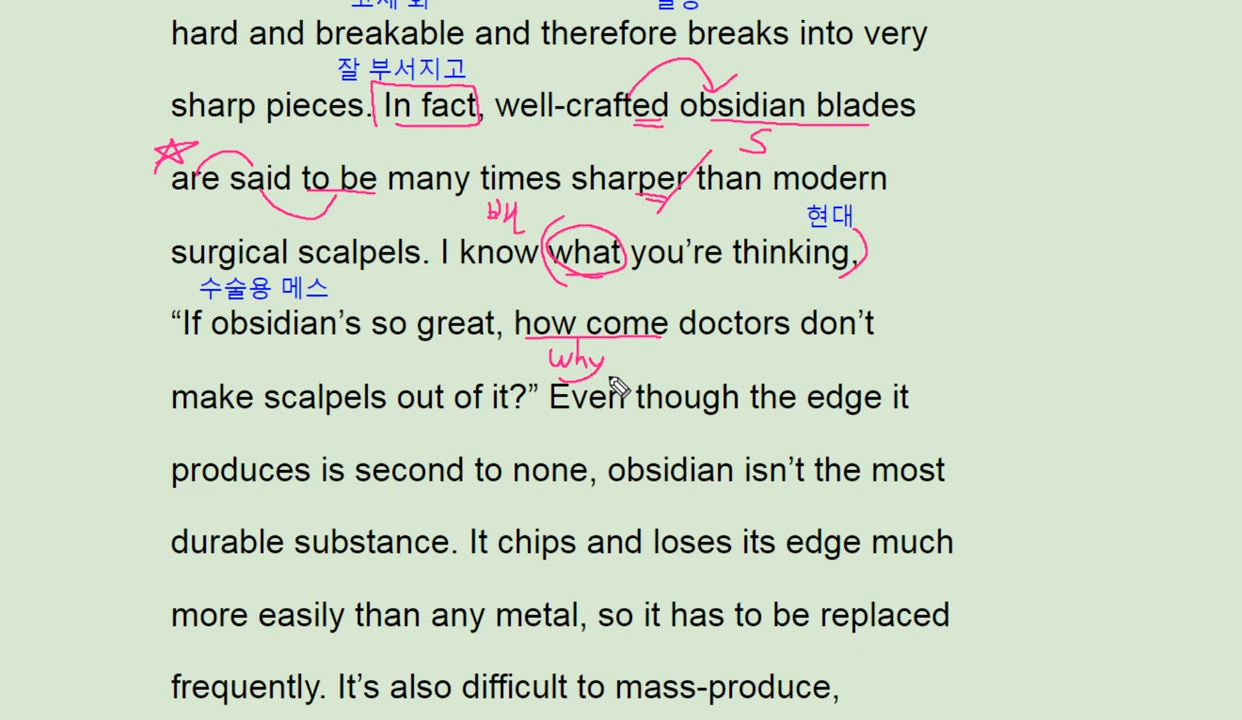 hard and breakable and therefore breaks into very
잘 부서지고
sharp pieces. In fact, well-crafted obsidian blades
S
are said to be many times sharper than modern
배
현대
surgical scalpels. I know what you’re thinking,
수술용 메스
“If obsidian’s so great, how come doctors don’t
why
make scalpels out of it?” Even though the edge it
produces is second to none, obsidian isn’t the most
durable substance. It chips and loses its edge much
more easily than any metal, so it has to be replaced
frequently. It’s also difficult to mass-produce,